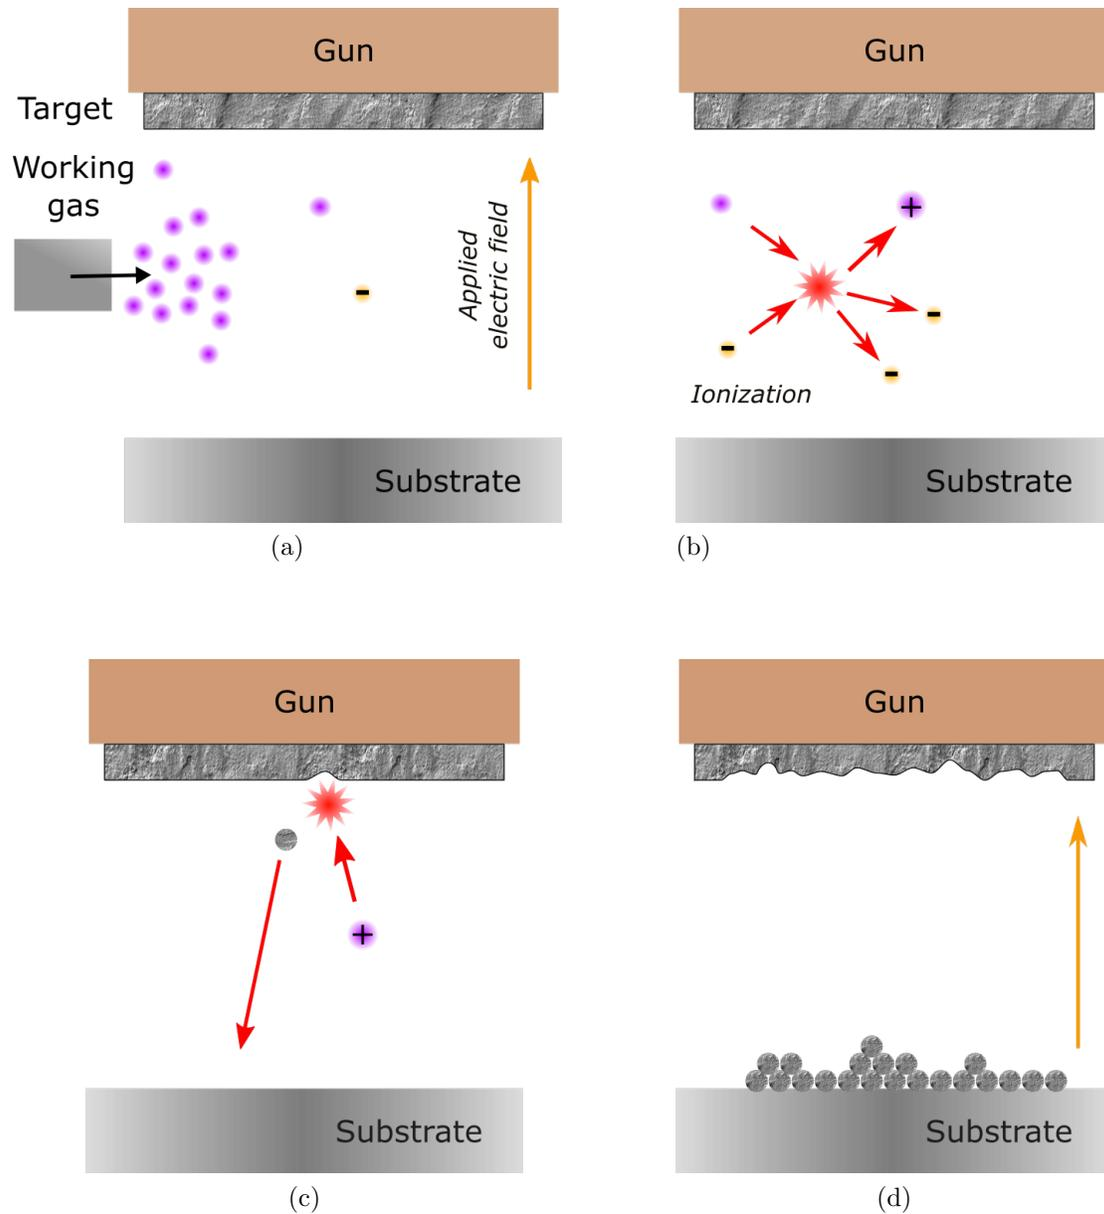 Gun
Target
Working
gas
Applied
electric field
-
Substrate
(a)
Gun
+
-
-
-
Ionization
Substrate
(b)
Gun
+
Substrate
(c)
Gun
Substrate
(d)